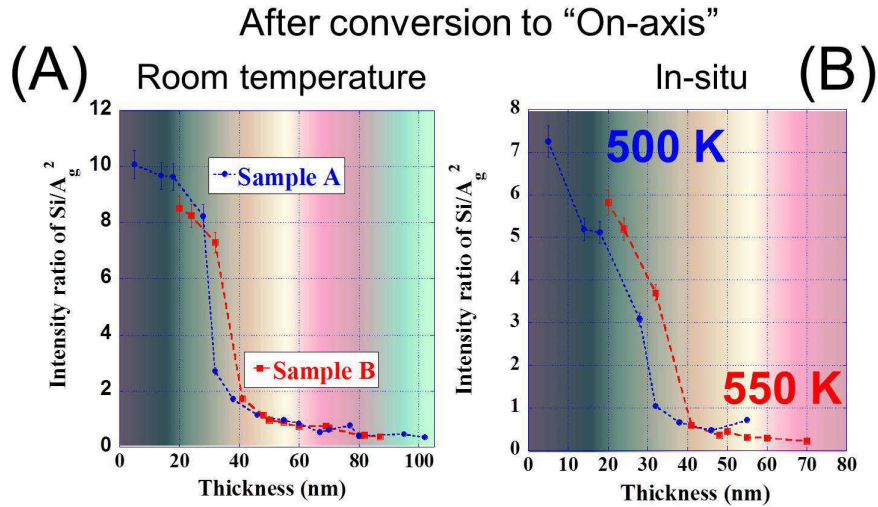 After conversion to “On-axis”
(A)
Room temperature
In-situ
(B)
12
10
8
6
4
2
0
Intensity ratio of Si/Ag2
Sample A
Sample B
0 20 40 60 80 100
Thickness (nm)
8
7
6
5
4
3
2
1
0
Intensity ratio of Si/Ag2
500 K
550 K
0 10 20 30 40 50 60 70 80
Thickness (nm)